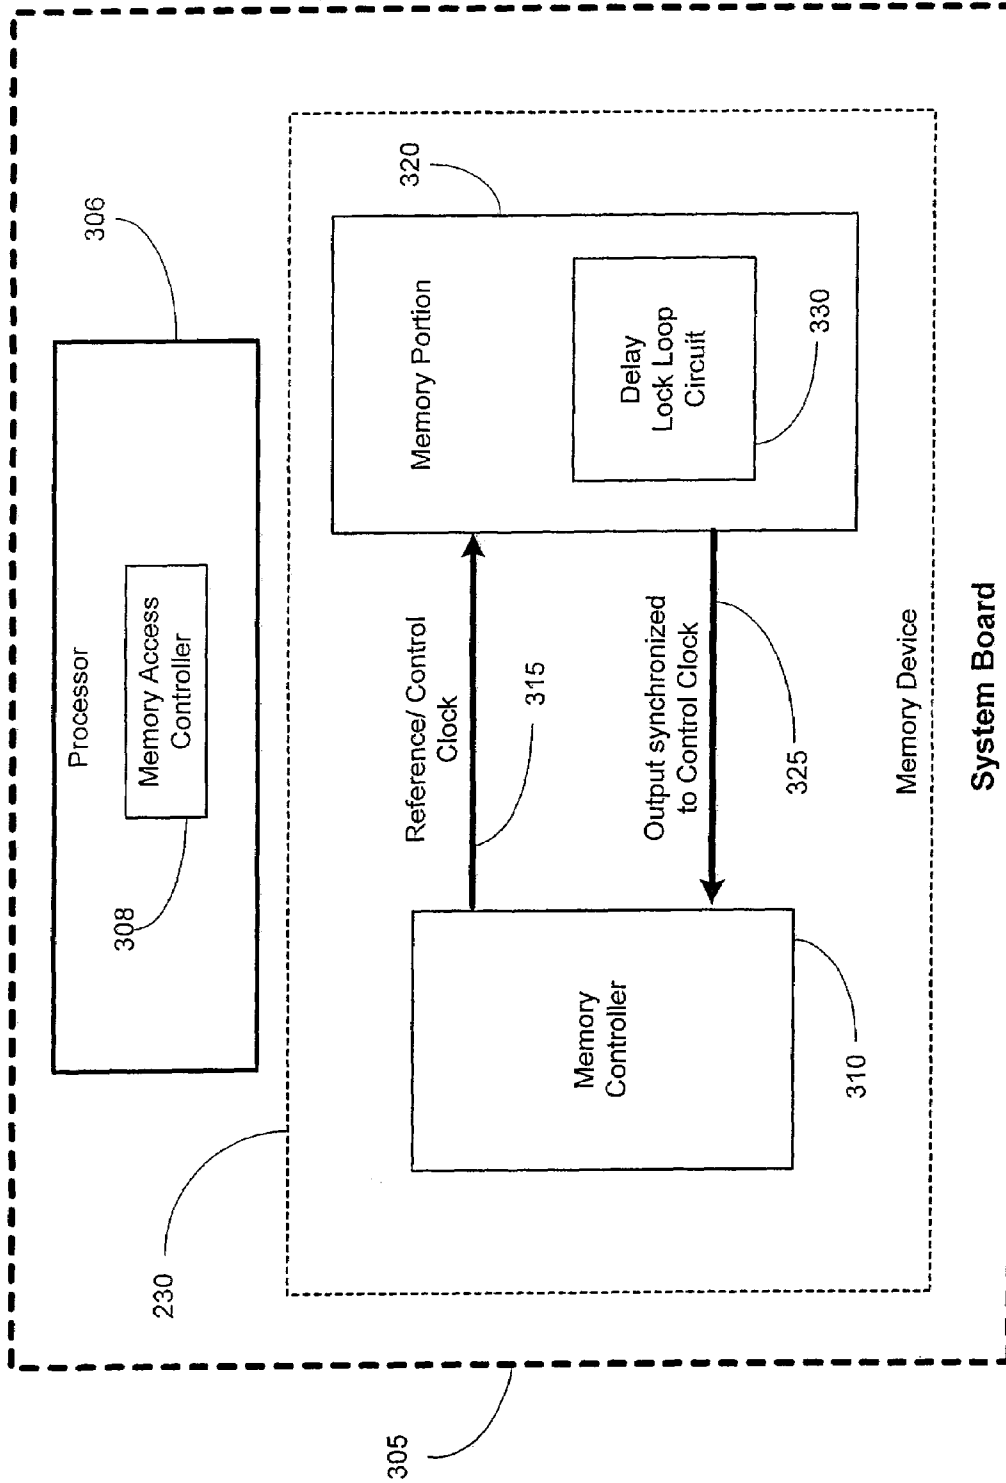 305
230
306
Processor
Memory Access
Controller
308
320
Memory Portion
Delay
Lock Loop
Circuit
330
Reference/ Control
Clock
315
Output synchronized
to Control Clock
325
Memory
Controller
310
Memory Device
System Board